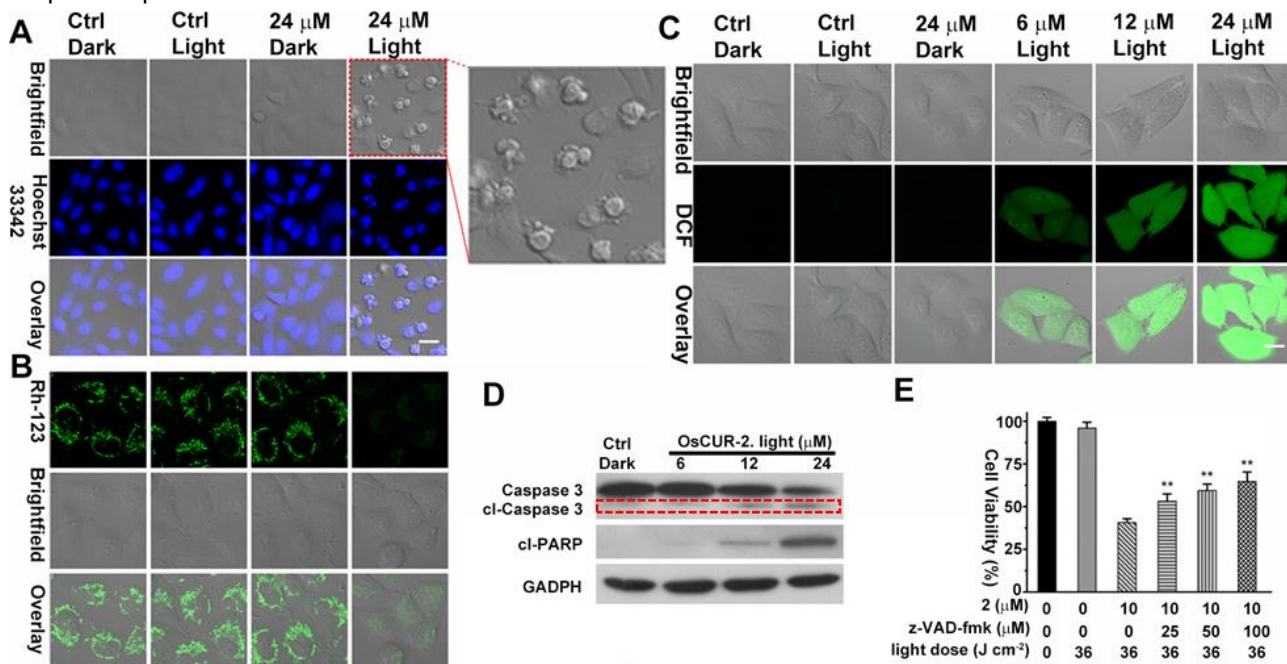 A
Ctrl Dark
Ctrl Light
24 μM Dark
24 μM Light
Brightfield
Hoechst 33342
Overlay
B
Rh-123
Brightfield
Overlay
C
Ctrl Dark
Ctrl Light
24 μM Dark
6 μM Light
12 μM Light
24 μM Light
Brightfield
DCF
Overlay
D
Ctrl Dark
OsCUR-2. light (μM)
6 12 24
Caspase 3
cl-Caspase 3
cl-PARP
GADPH
E
Cell Viability (%)
100
75
50
25
0
** ** **
2 (μM) 0 0 10 10 10 10
z-VAD-fmk (μM) 0 0 0 25 50 100
light dose (J cm⁻²) 0 36 36 36 36 36